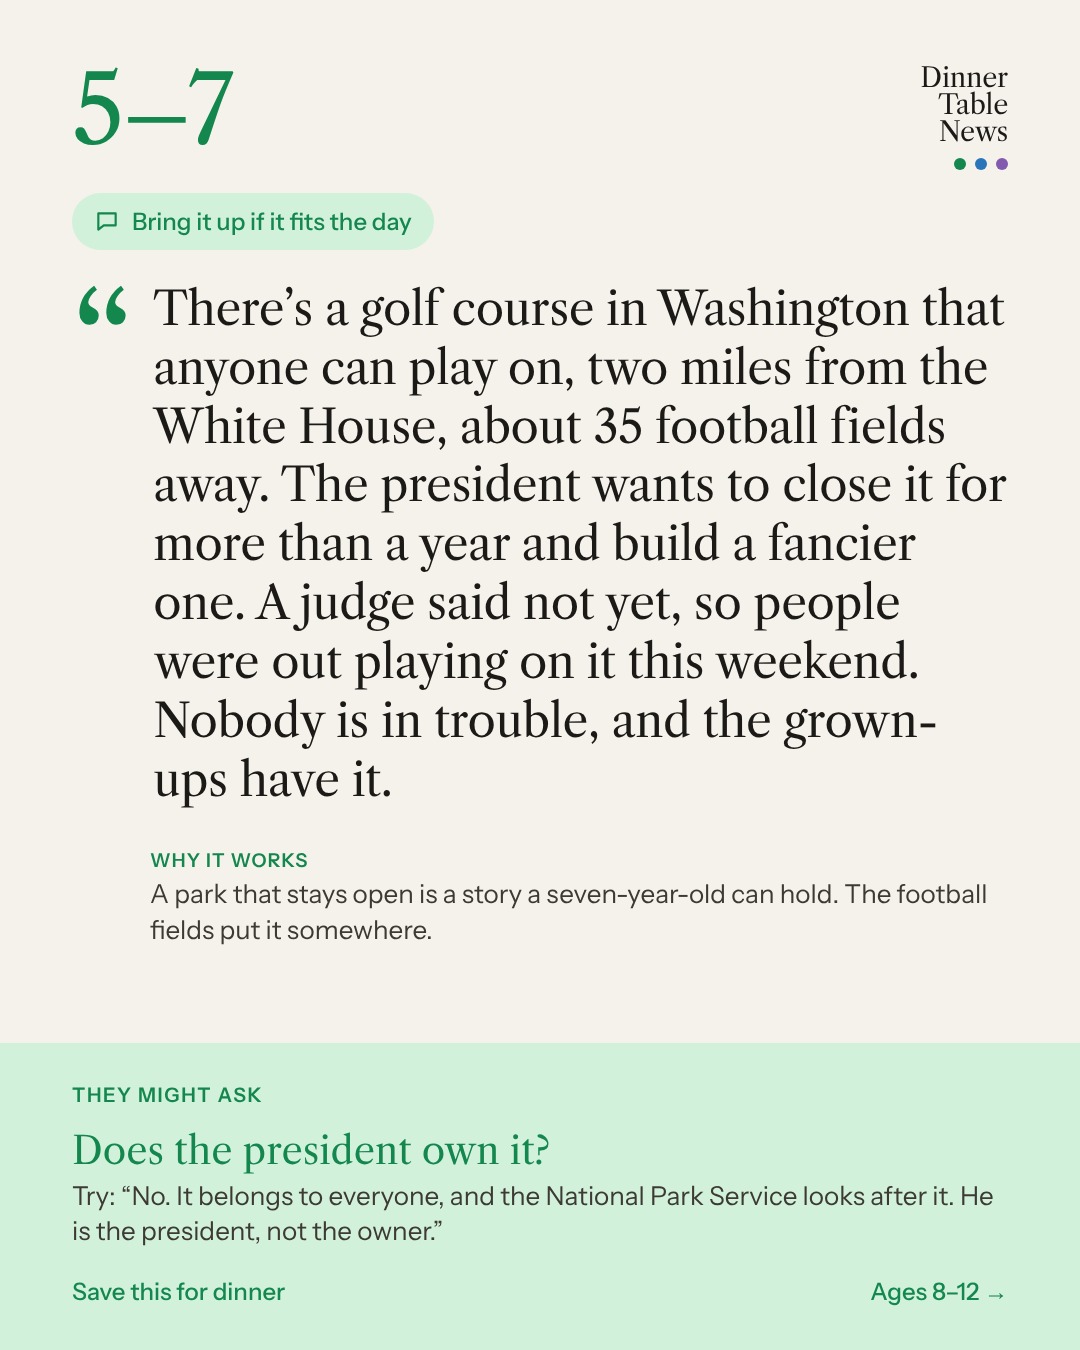 5–7
Dinner
Table
News
Bring it up if it fits the day
“There’s a golf course in Washington that
anyone can play on, two miles from the
White House, about 35 football fields
away. The president wants to close it for
more than a year and build a fancier
one. A judge said not yet, so people
were out playing on it this weekend.
Nobody is in trouble, and the grown-
ups have it.
WHY IT WORKS
A park that stays open is a story a seven-year-old can hold. The football
fields put it somewhere.
THEY MIGHT ASK
Does the president own it?
Try: “No. It belongs to everyone, and the National Park Service looks after it. He
is the president, not the owner.”
Save this for dinner
Ages 8–12 →